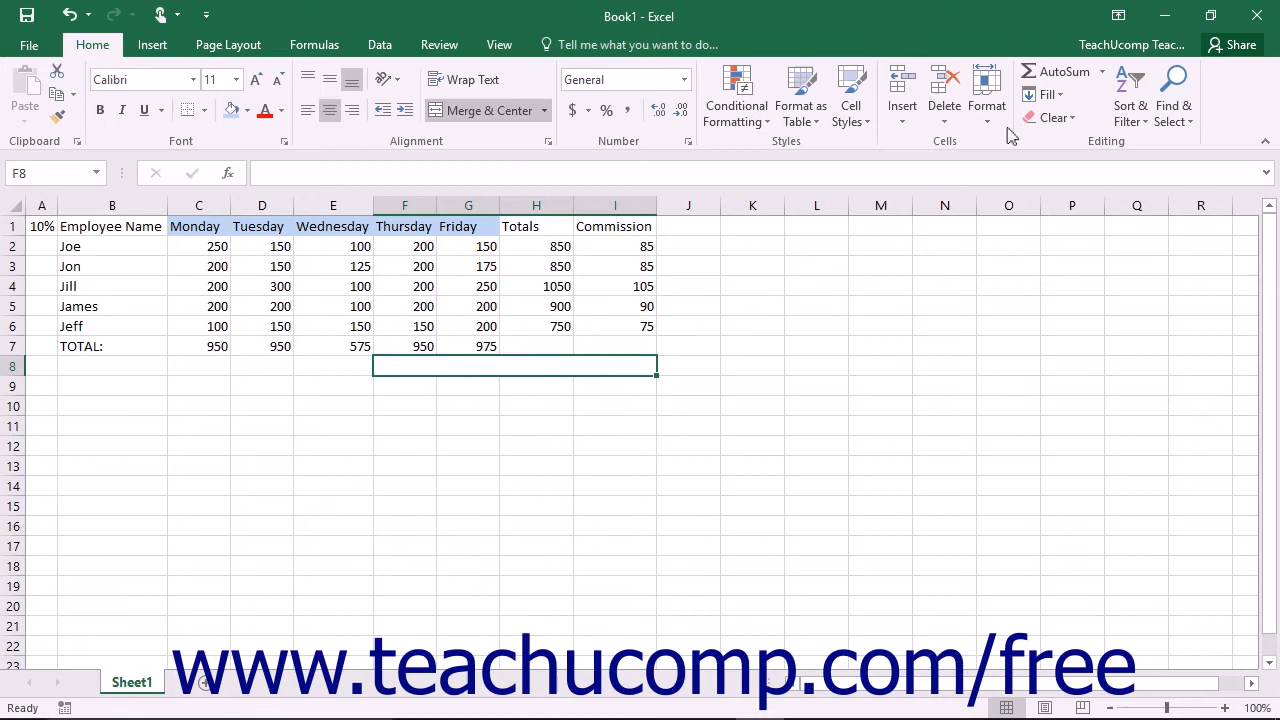 Book1 - Excel
File Home Insert Page Layout Formulas Data Review View Tell me what you want to do... TeachUcomp Teac... Share
Paste Calibri 11 Wrap Text General Conditional Formatting Format as Table Cell Styles Insert Delete Format AutoSum Fill Clear Sort & Filter Find & Select
B I U A Merge & Center $ % ,
Clipboard Font Alignment Number Styles Cells Editing
F8 fx
A B C D E F G H I J K L M N O P Q R
1 10% Employee Name Monday Tuesday Wednesday Thursday Friday Totals Commission
2 Joe 250 150 100 200 150 850 85
3 Jon 200 150 125 200 175 850 85
4 Jill 200 300 100 200 250 1050 105
5 James 200 200 100 200 200 900 90
6 Jeff 100 150 150 150 200 750 75
7 TOTAL: 950 950 575 950 975
8
9
10
11
12
13
14
15
16
17
18
19
20
21
22
23
www.teachucomp.com/free
Sheet1
Ready 100%